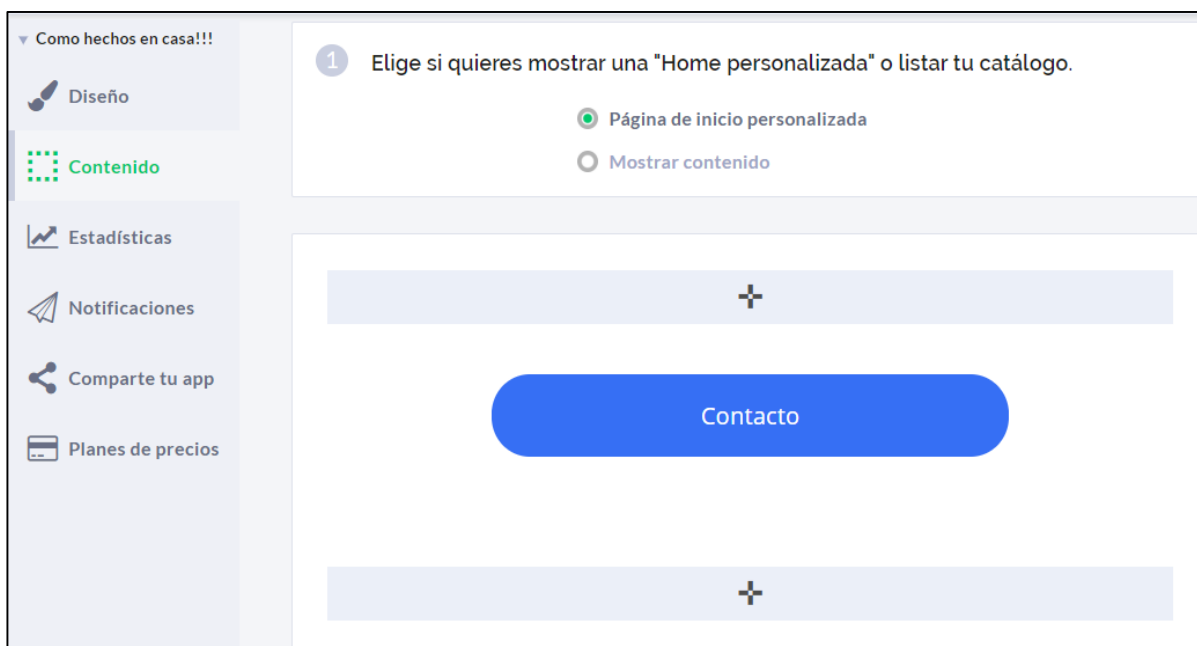 Como hechos en casa!!!
Diseño
Contenido
Estadísticas
Notificaciones
Comparte tu app
Planes de precios
1 Elige si quieres mostrar una "Home personalizada" o listar tu catálogo.
Página de inicio personalizada
Mostrar contenido
Contacto